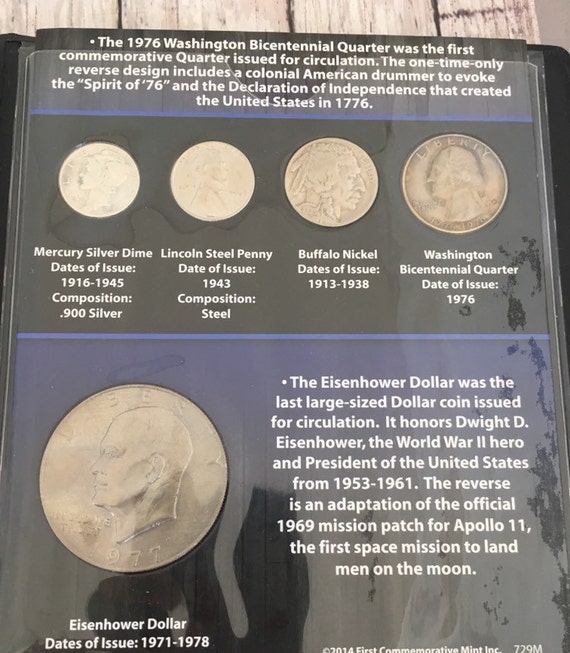 • The 1976 Washington Bicentennial Quarter was the first
commemorative Quarter issued for circulation. The one-time-only
reverse design includes a colonial American drummer to evoke
the "Spirit of '76" and the Declaration of Independence that created
the United States in 1776.
LIBERTY
Mercury Silver Dime
Dates of Issue:
1916-1945
Composition:
.900 Silver
Lincoln Steel Penny
Date of Issue:
1943
Composition:
Steel
Buffalo Nickel
Dates of Issue:
1913-1938
Washington
Bicentennial Quarter
Date of Issue:
1976
• The Eisenhower Dollar was the
last large-sized Dollar coin issued
for circulation. It honors Dwight D.
Eisenhower, the World War II hero
and President of the United States
from 1953-1961. The reverse
is an adaptation of the official
1969 mission patch for Apollo 11,
the first space mission to land
men on the moon.
1977
Eisenhower Dollar
Dates of Issue: 1971-1978
©2014 First Commemorative Mint Inc. 729M